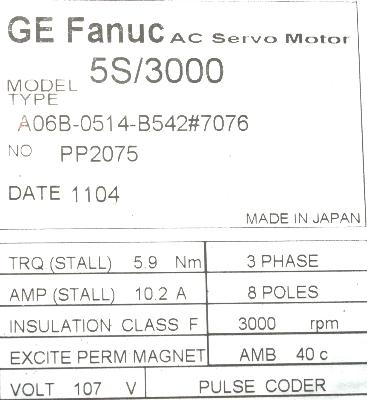 GE Fanuc AC Servo Motor
MODEL 5S/3000
TYPE
A06B-0514-B542#7076
NO PP2075
DATE 1104
MADE IN JAPAN
TRQ (STALL) 5.9 Nm 3 PHASE
AMP (STALL) 10.2 A 8 POLES
INSULATION CLASS F 3000 rpm
EXCITE PERM MAGNET AMB 40 c
VOLT 107 V PULSE CODER